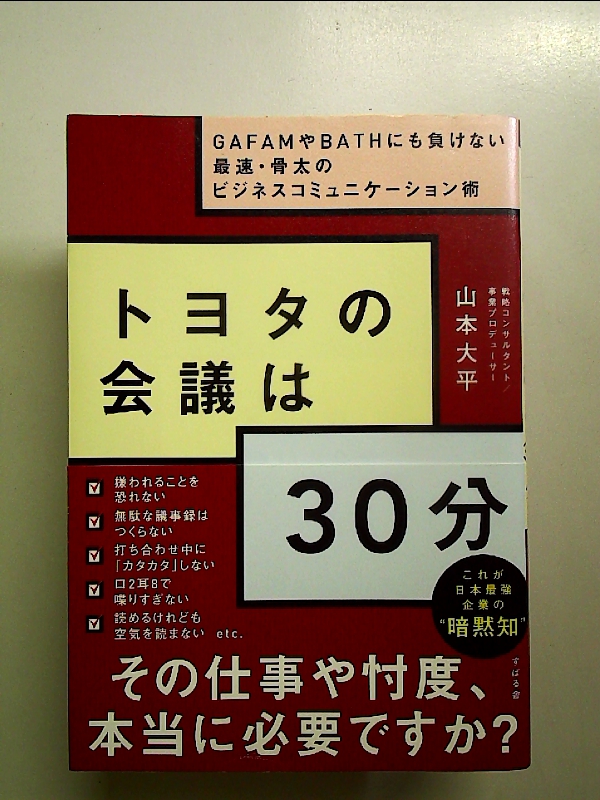 GAFAMやBATHにも負けない
最速・骨太の
ビジネスコミュニケーション術
トヨタの
会議は
30分
戦略コンサルタント／
事業プロデューサー
山本大平
嫌われることを
恐れない
無駄な議事録は
つくらない
打ち合わせ中に
「カタカタ」しない
口2耳8で
喋りすぎない
読めるけれども
空気を読まない etc.
これが
日本最強
企業の
“暗黙知”
その仕事や忖度、
本当に必要ですか？
すばる舎